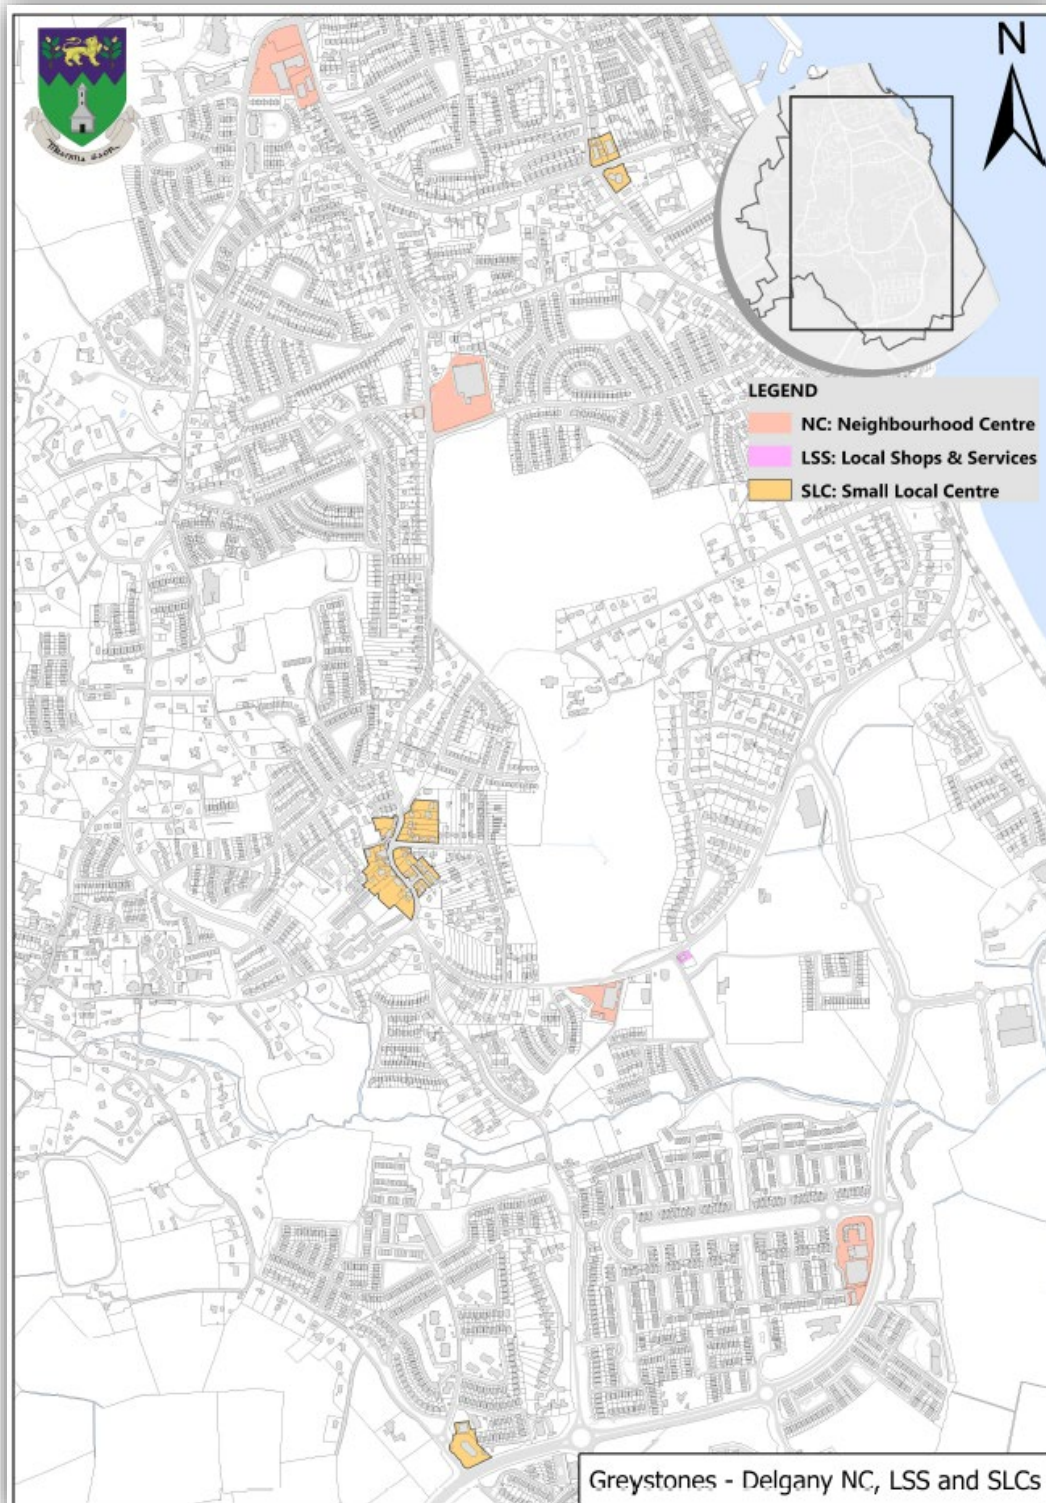 N
LEGEND
NC: Neighbourhood Centre
LSS: Local Shops & Services
SLC: Small Local Centre
Greystones - Delgany NC, LSS and SLCs